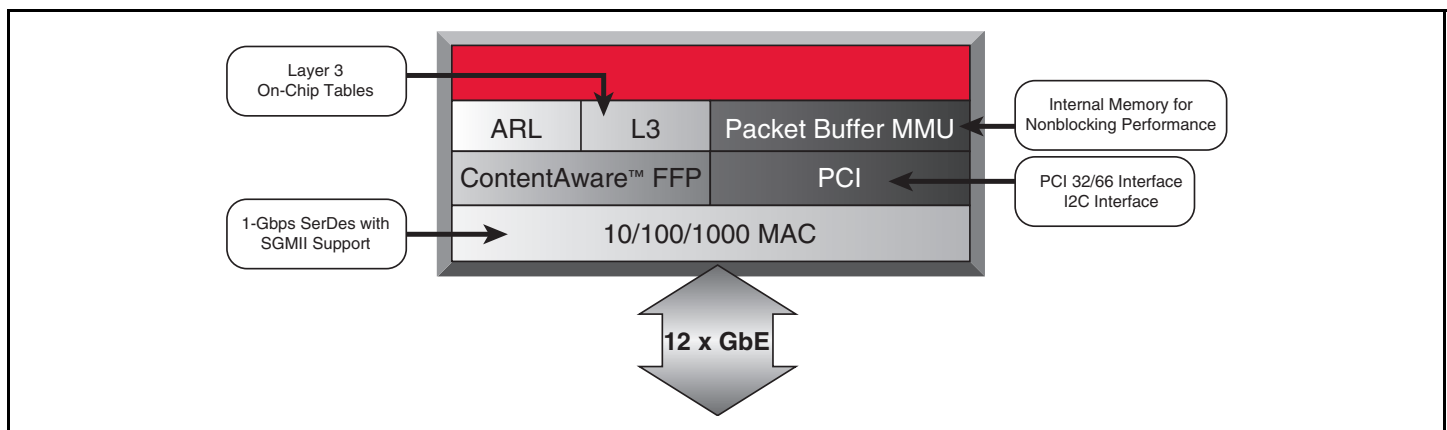 Layer 3
On-Chip Tables
ARL
L3
Packet Buffer MMU
Internal Memory for
Nonblocking Performance
ContentAware™ FFP
PCI
PCI 32/66 Interface
I2C Interface
1-Gbps SerDes with
SGMII Support
10/100/1000 MAC
12 x GbE